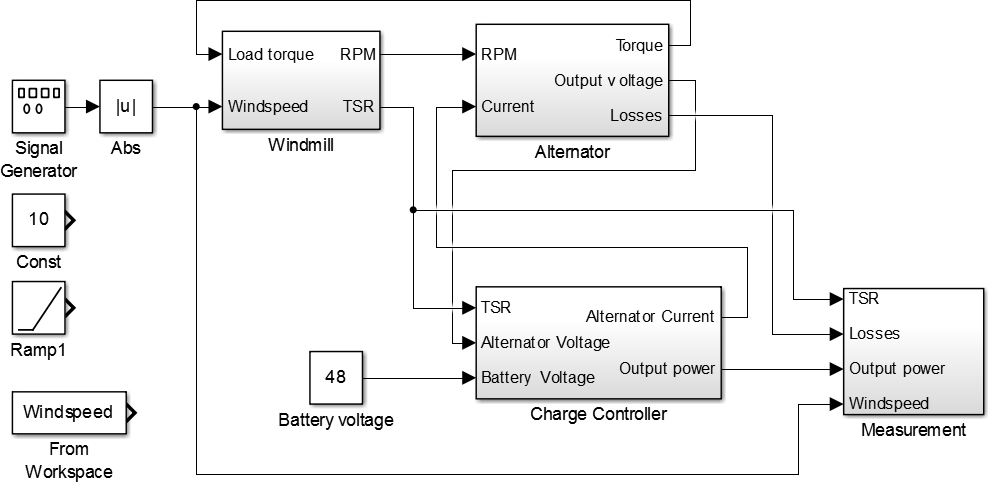 Signal
Generator
|u|
Abs
10
Const
Ramp1
Windspeed
From
Workspace
Load torque
RPM
Windspeed
TSR
Windmill
RPM
Torque
Output voltage
Current
Losses
Alternator
48
Battery voltage
TSR
Alternator Current
Alternator Voltage
Output power
Battery Voltage
Charge Controller
TSR
Losses
Output power
Windspeed
Measurement